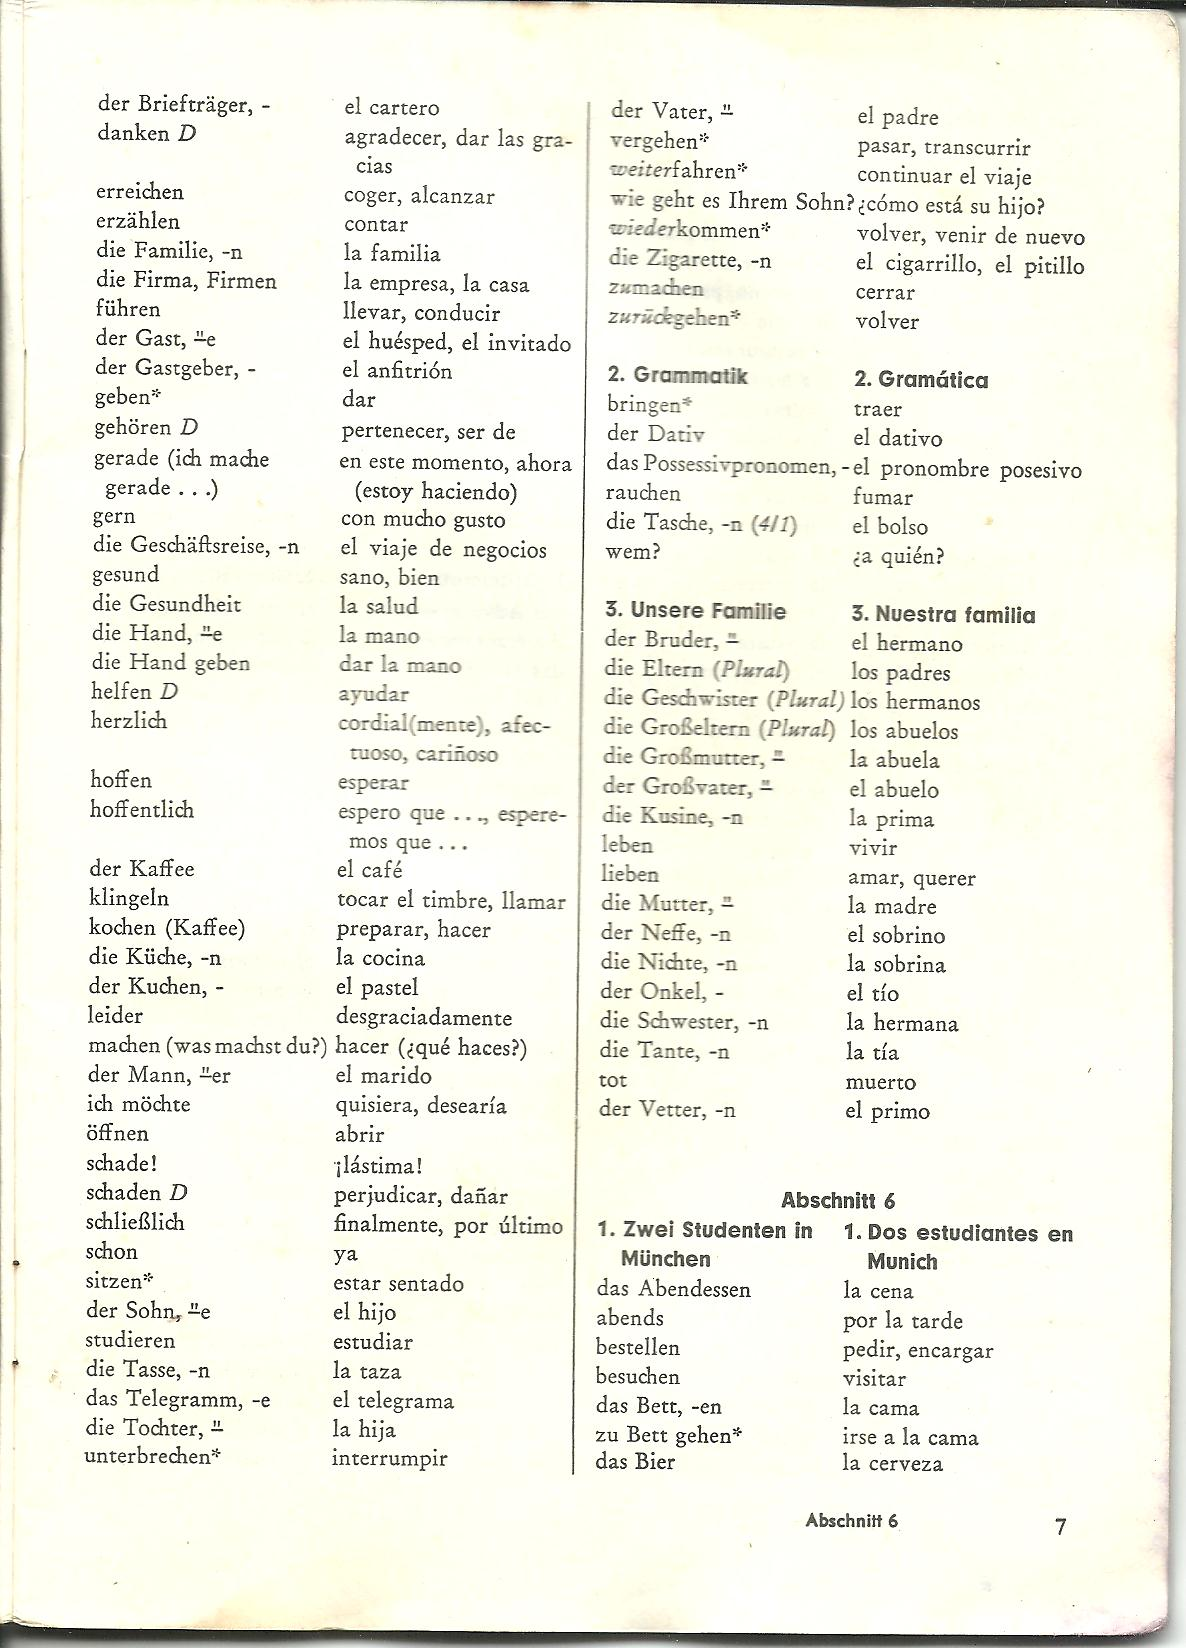 der Briefträger, - el cartero
danken D agradecer, dar las gra-
cias
erreichen coger, alcanzar
erzählen contar
die Familie, -n la familia
die Firma, Firmen la empresa, la casa
führen llevar, conducir
der Gast, ⸚e el huésped, el invitado
der Gastgeber, - el anfitrión
geben* dar
gehören D pertenecer, ser de
gerade (ich mache en este momento, ahora
gerade . . .) (estoy haciendo)
gern con mucho gusto
die Geschäftsreise, -n el viaje de negocios
gesund sano, bien
die Gesundheit la salud
die Hand, ⸚e la mano
die Hand geben dar la mano
helfen D ayudar
herzlich cordial(mente), afec-
tuoso, cariñoso
hoffen esperar
hoffentlich espero que . . ., espere-
mos que . . .
der Kaffee el café
klingeln tocar el timbre, llamar
kochen (Kaffee) preparar, hacer
die Küche, -n la cocina
der Kuchen, - el pastel
leider desgraciadamente
machen (was machst du?) hacer (¿qué haces?)
der Mann, ⸚er el marido
ich möchte quisiera, desearía
öffnen abrir
schade! ¡lástima!
schaden D perjudicar, dañar
schließlich finalmente, por último
schon ya
sitzen* estar sentado
der Sohn, ⸚e el hijo
studieren estudiar
die Tasse, -n la taza
das Telegramm, -e el telegrama
die Tochter, ⸚ la hija
unterbrechen* interrumpir
der Vater, ⸚ el padre
vergehen* pasar, transcurrir
weiterfahren* continuar el viaje
wie geht es Ihrem Sohn? ¿cómo está su hijo?
wiederkommen* volver, venir de nuevo
die Zigarette, -n el cigarrillo, el pitillo
zumachen cerrar
zurückgehen* volver
2. Grammatik 2. Gramática
bringen* traer
der Dativ el dativo
das Possessivpronomen, - el pronombre posesivo
rauchen fumar
die Tasche, -n (4/1) el bolso
wem? ¿a quién?
3. Unsere Familie 3. Nuestra familia
der Bruder, ⸚ el hermano
die Eltern (Plural) los padres
die Geschwister (Plural) los hermanos
die Großeltern (Plural) los abuelos
die Großmutter, ⸚ la abuela
der Großvater, ⸚ el abuelo
die Kusine, -n la prima
leben vivir
lieben amar, querer
die Mutter, ⸚ la madre
der Neffe, -n el sobrino
die Nichte, -n la sobrina
der Onkel, - el tío
die Schwester, -n la hermana
die Tante, -n la tía
tot muerto
der Vetter, -n el primo
Abschnitt 6
1. Zwei Studenten in 1. Dos estudiantes en
München Munich
das Abendessen la cena
abends por la tarde
bestellen pedir, encargar
besuchen visitar
das Bett, -en la cama
zu Bett gehen* irse a la cama
das Bier la cerveza
Abschnitt 6 7